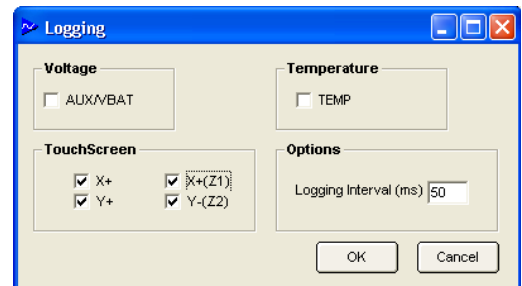 Logging
Voltage
AUX/VBAT
Temperature
TEMP
TouchScreen
X+ X+(Z1)
Y+ Y-(Z2)
Options
Logging Interval (ms) 50
OK Cancel